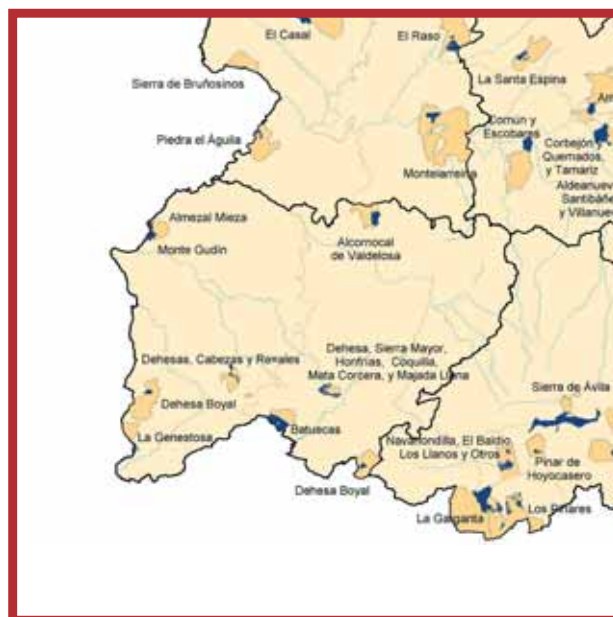 El Casal
El Raso
Sierra de Bruñosinos
La Santa Espina
Piedra el Águila
Común y
Escobares
Corbejón y
Quemados,
y Tamariz
Montelarreina
Almezal Mieza
Monte Gudín
Alcornocal
de Valdelosa
Dehesa, Sierra Mayor,
Honfrías, Coquilla,
Mata Corcera, y Majada Llana
Dehesas, Cabezas y
Dehesa Boyal
La Genestosa
Batuecas
Sierra de Ávila
Navahondilla, El Baldío
Los Llanos y Otros
Pinar de
Hoyocasero
Dehesa Boyal
La Garganta
Los Pinares